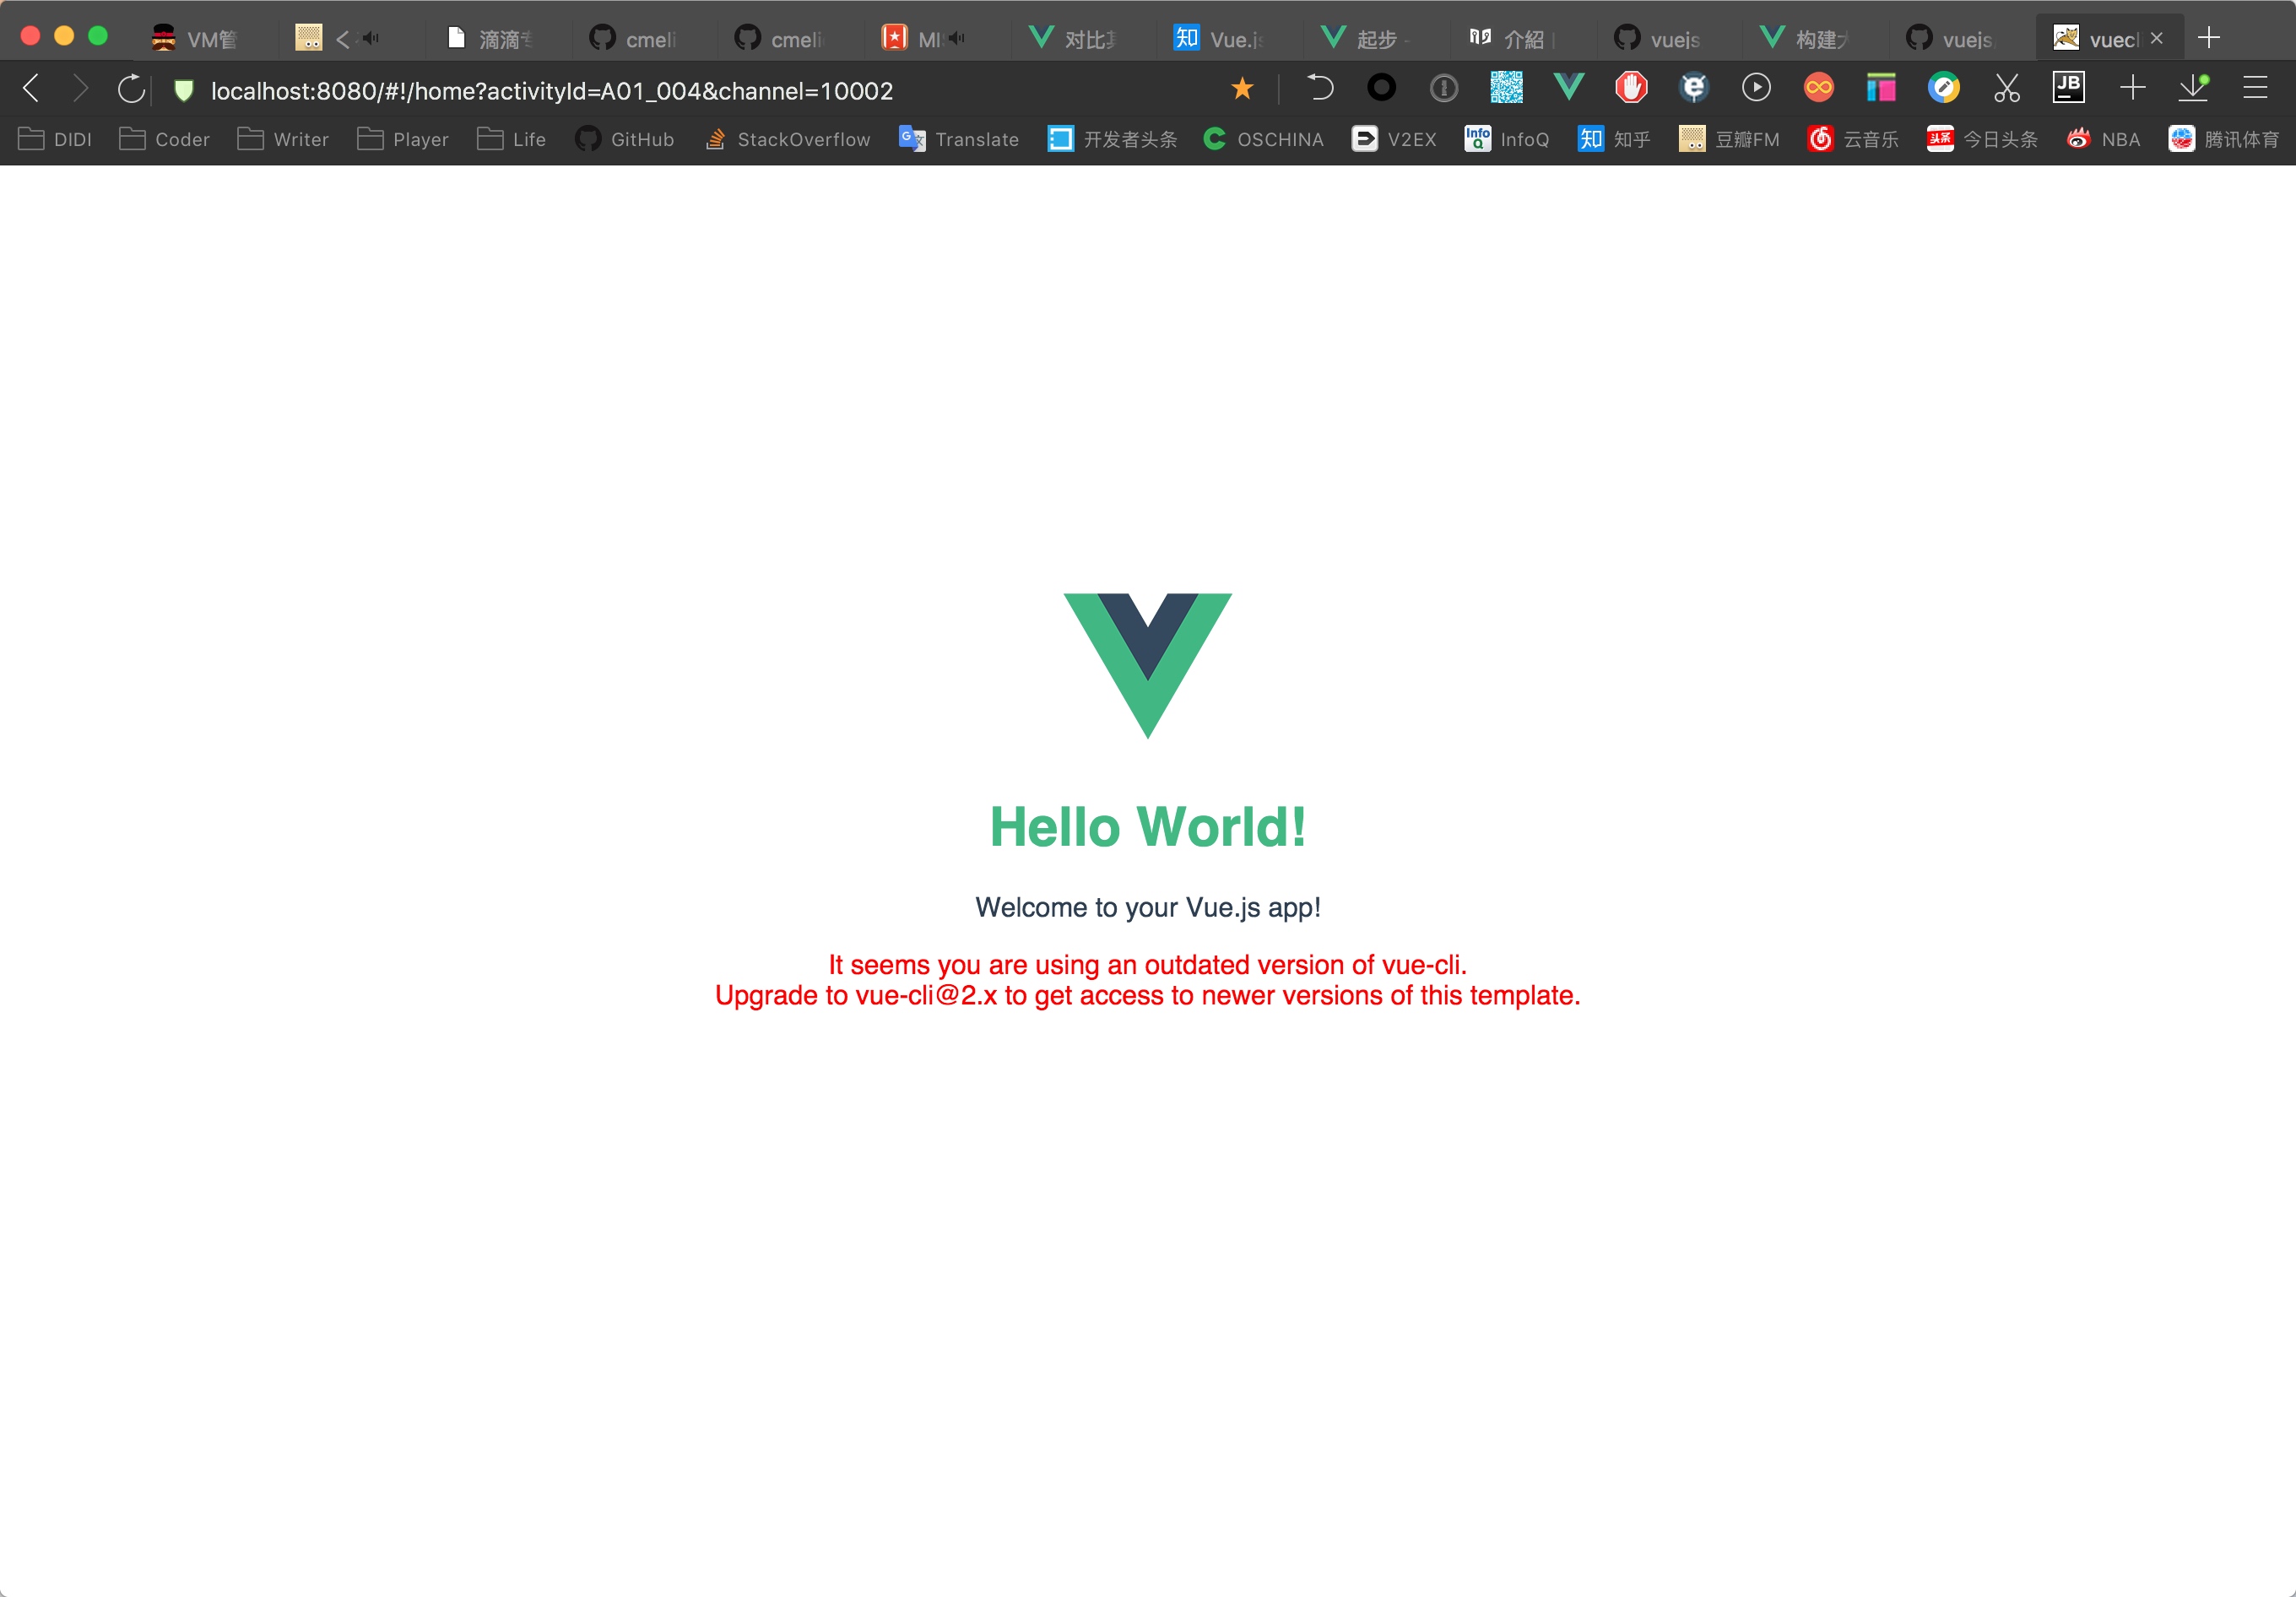 VM管
<
滴滴
cmeli
cmeli
MI
对比
知 Vue.js
起步 -
介紹 |
vuejs
构建
vuejs
vuecl
localhost:8080/#!/home?activityId=A01_004&channel=10002
JB
DIDI
Coder
Writer
Player
Life
GitHub
StackOverflow
Translate
开发者头条
OSCHINA
V2EX
InfoQ InfoQ
知 知乎
豆瓣FM
云音乐
头条 今日头条
NBA
腾讯体育
Hello World!
Welcome to your Vue.js app!
It seems you are using an outdated version of vue-cli.
Upgrade to vue-cli@2.x to get access to newer versions of this template.